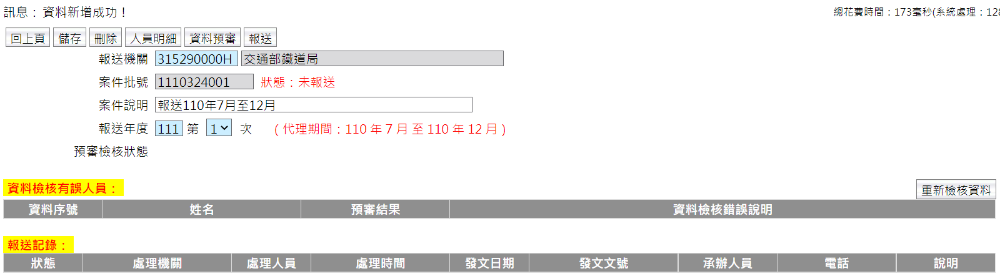 訊息： 資料新增成功！
總花費時間：173毫秒(系統處理：128
回上頁 儲存 刪除 人員明細 資料預審 報送
報送機關 315290000H 交通部鐵道局
案件批號 1110324001 狀態：未報送
案件說明 報送110年7月至12月
報送年度 111 第 1 次 （代理期間：110 年 7 月 至 110 年 12 月）
預審檢核狀態
資料檢核有誤人員： 重新檢核資料
資料序號 姓名 預審結果 資料檢核錯誤說明
報送記錄：
狀態 處理機關 處理人員 處理時間 發文日期 發文文號 承辦人員 電話 說明